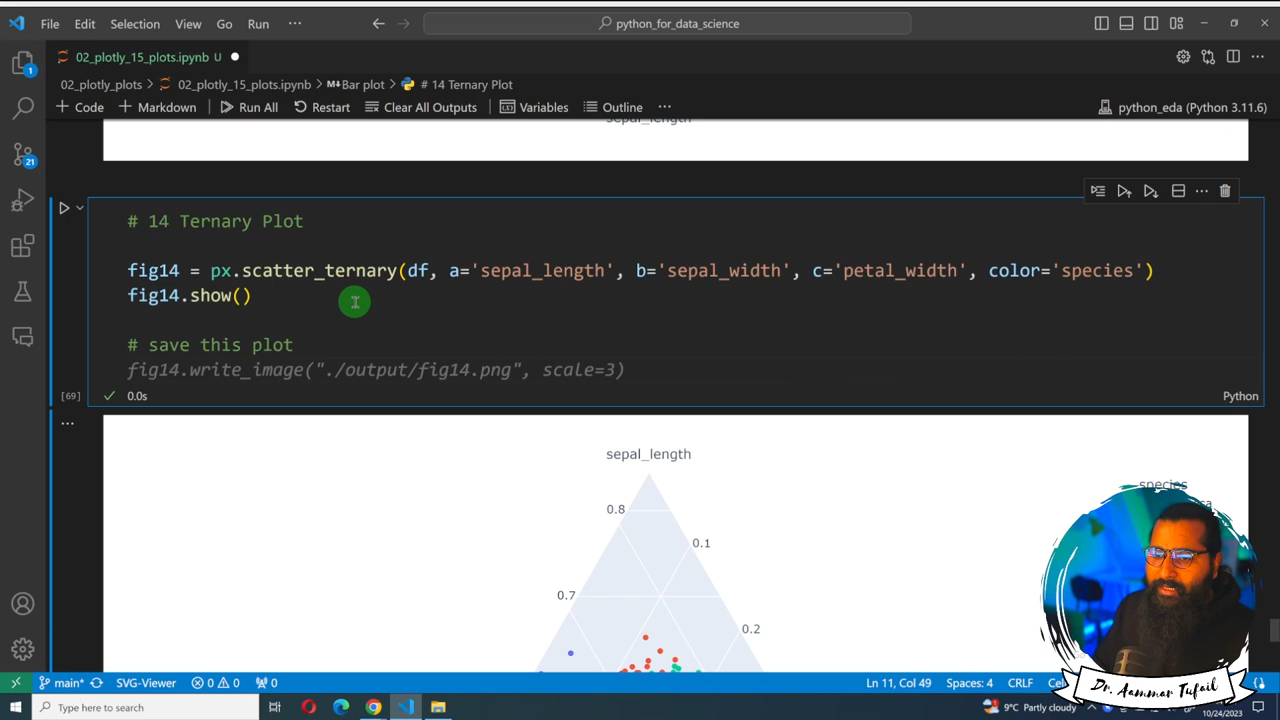 File Edit Selection View Go Run ··· python_for_data_science
02_plotly_15_plots.ipynb U
02_plotly_plots > 02_plotly_15_plots.ipynb > Bar plot > # 14 Ternary Plot
Code Markdown Run All Restart Clear All Outputs Variables Outline ··· python_eda (Python 3.11.6)
sepal_length
# 14 Ternary Plot
fig14 = px.scatter_ternary(df, a='sepal_length', b='sepal_width', c='petal_width', color='species')
fig14.show()
# save this plot
fig14.write_image("./output/fig14.png", scale=3)
[69] 0.0s Python
sepal_length
species
0.8
0.1
0.7
0.2
1
21
main* SVG-Viewer 0 0 0 Ln 11, Col 49 Spaces: 4 CRLF
Dr. Aammar Tufail
Type here to search 9°C Partly cloudy 10/24/2023